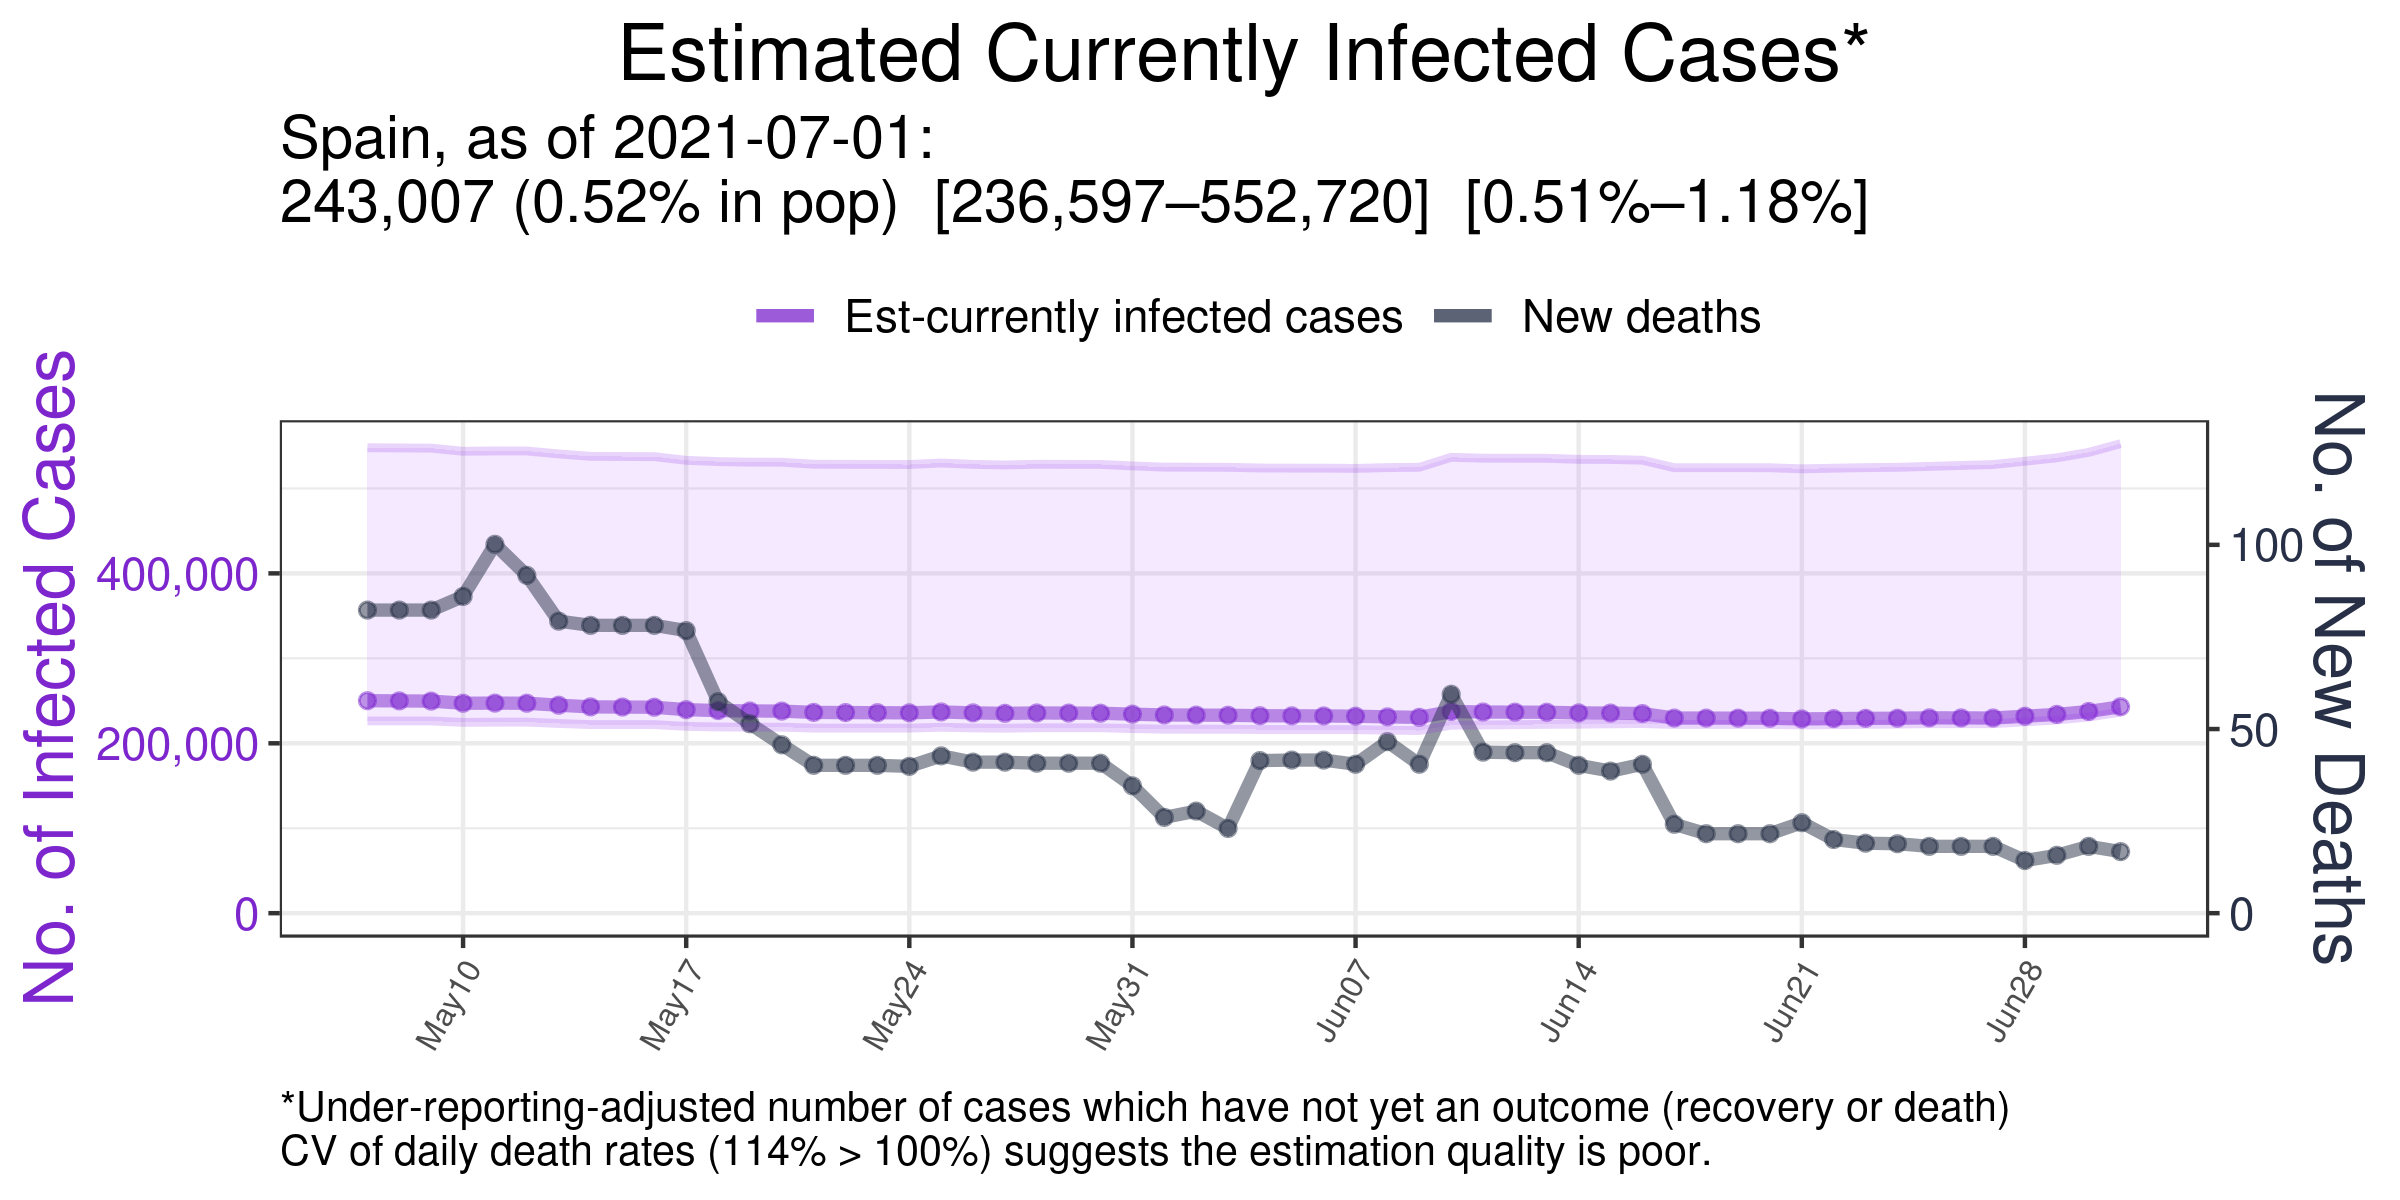 Estimated Currently Infected Cases*
Spain, as of 2021-07-01:
243,007 (0.52% in pop) [236,597–552,720] [0.51%–1.18%]
Est-currently infected cases New deaths
No. of Infected Cases
400,000
200,000
0
100
50
0
No. of New Deaths
May10 May17 May24 May31 Jun07 Jun14 Jun21 Jun28
*Under-reporting-adjusted number of cases which have not yet an outcome (recovery or death)
CV of daily death rates (114% > 100%) suggests the estimation quality is poor.